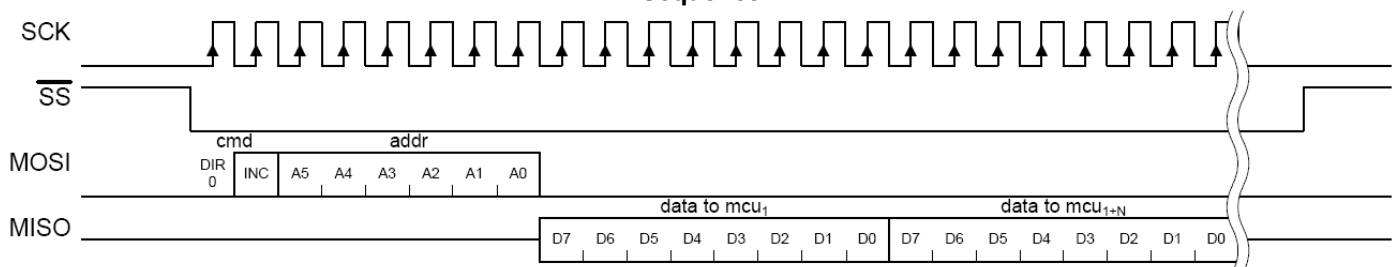 SCK
SS
cmd addr
MOSI DIR 0 INC A5 A4 A3 A2 A1 A0
data to mcu1 data to mcu1+N
MISO D7 D6 D5 D4 D3 D2 D1 D0 D7 D6 D5 D4 D3 D2 D1 D0